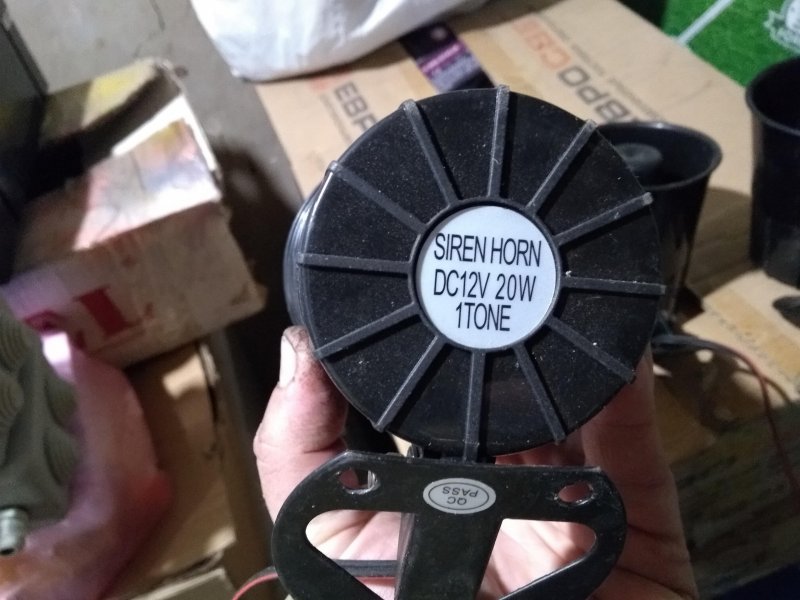 SIREN HORN
DC12V 20W
1TONE
QC
PASS